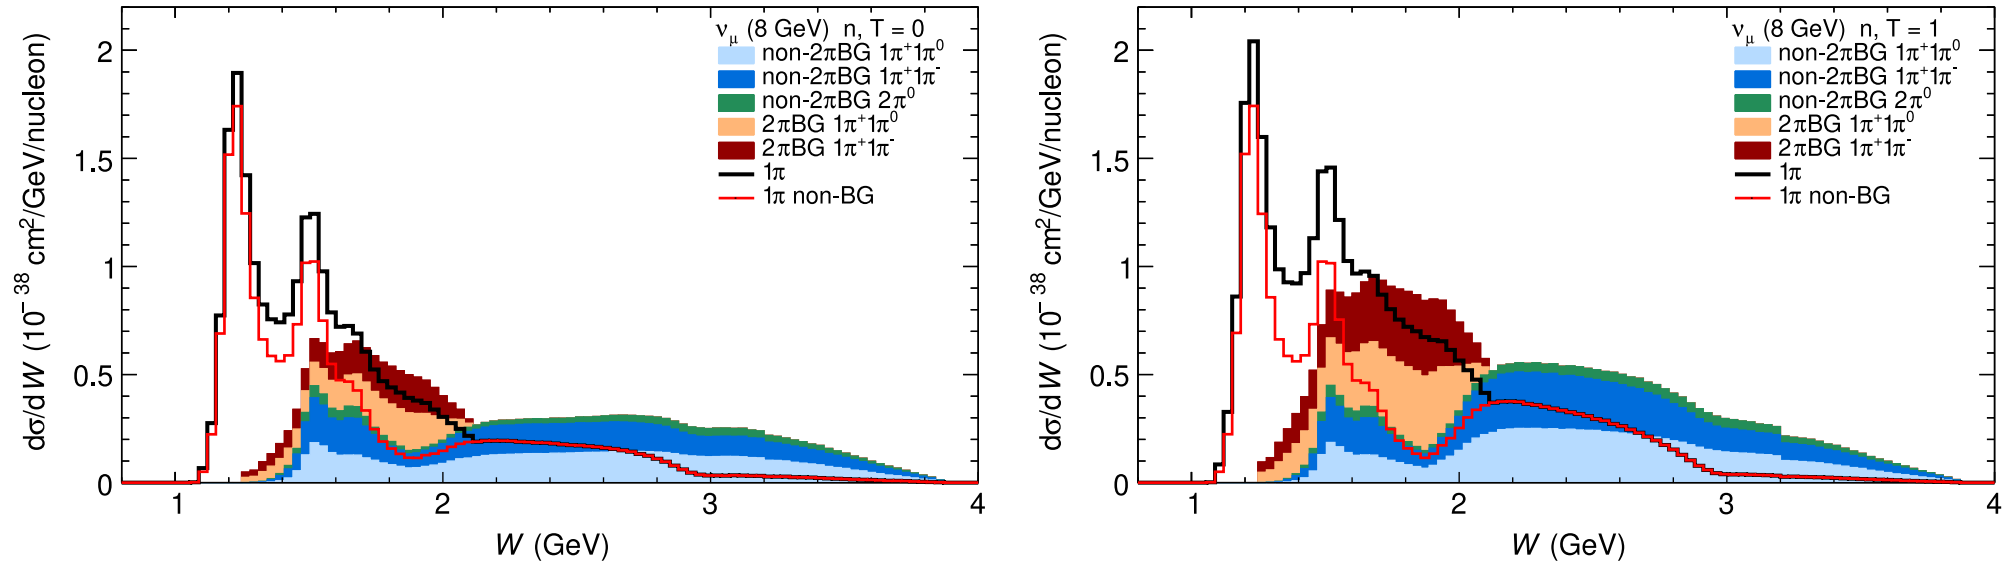 ν_μ (8 GeV) n, T = 0
non-2πBG 1π⁺1π⁰
non-2πBG 1π⁺1π⁻
non-2πBG 2π⁰
2πBG 1π⁺1π⁰
2πBG 1π⁺1π⁻
1π
1π non-BG
dσ/dW (10⁻³⁸ cm²/GeV/nucleon)
2
1.5
1
0.5
0
1
2
3
4
W (GeV)
ν_μ (8 GeV) n, T = 1
non-2πBG 1π⁺1π⁰
non-2πBG 1π⁺1π⁻
non-2πBG 2π⁰
2πBG 1π⁺1π⁰
2πBG 1π⁺1π⁻
1π
1π non-BG
dσ/dW (10⁻³⁸ cm²/GeV/nucleon)
2
1.5
1
0.5
0
1
2
3
4
W (GeV)